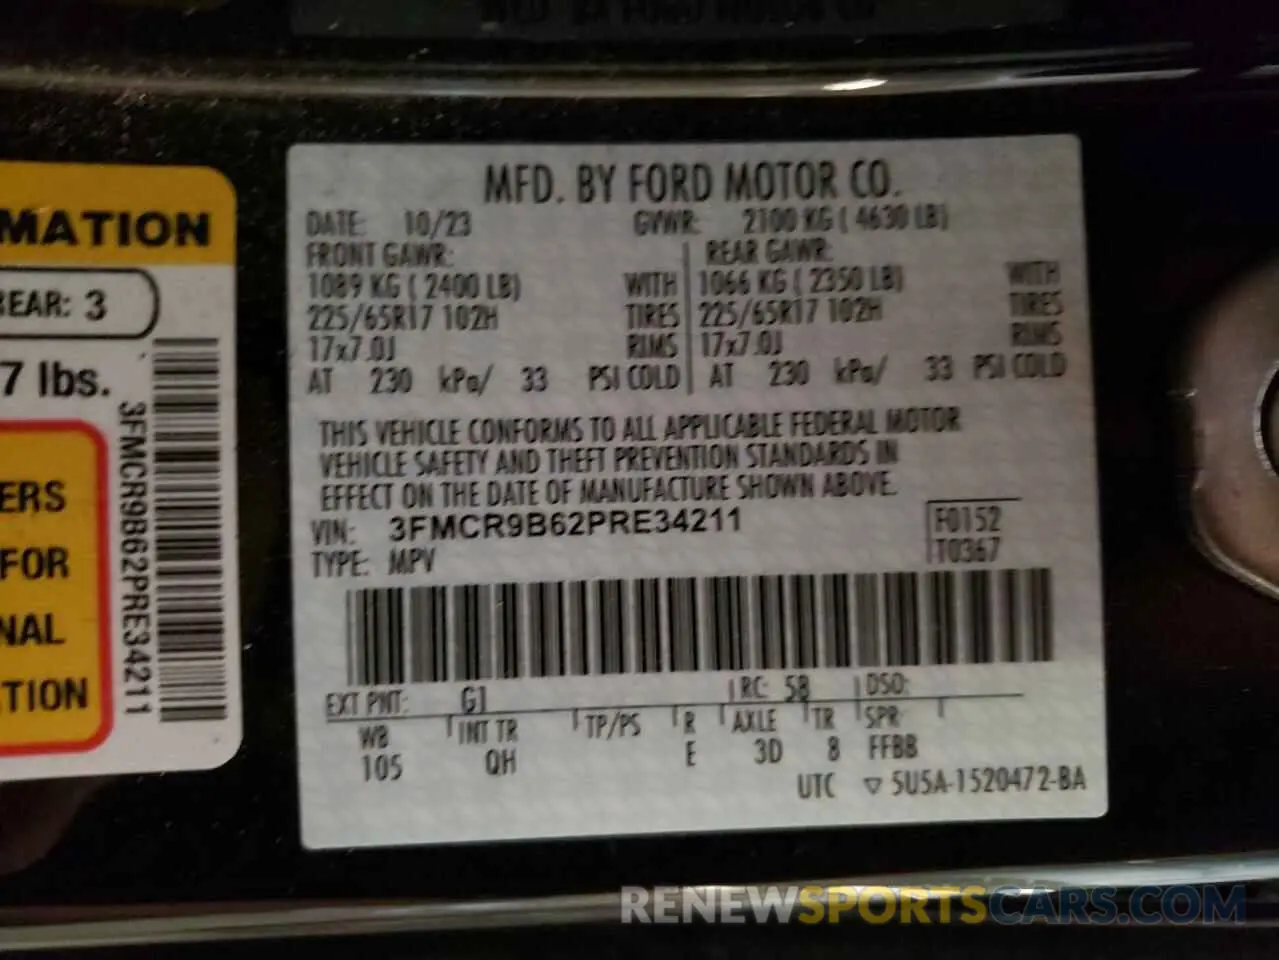 MATION
REAR: 3
7 lbs.
ERS
FOR
NAL
TION
3FMCR9B62PRE34211
MFD. BY FORD MOTOR CO.
DATE: 10/23 GVWR: 2100 KG ( 4630 LB)
FRONT GAWR: REAR GAWR:
1089 KG ( 2400 LB) WITH 1066 KG ( 2350 LB) WITH
225/65R17 102H TIRES 225/65R17 102H TIRES
17x7.0J RIMS 17x7.0J RIMS
AT 230 kPa/ 33 PSI COLD AT 230 kPa/ 33 PSI COLD
THIS VEHICLE CONFORMS TO ALL APPLICABLE FEDERAL MOTOR
VEHICLE SAFETY AND THEFT PREVENTION STANDARDS IN
EFFECT ON THE DATE OF MANUFACTURE SHOWN ABOVE.
VIN: 3FMCR9B62PRE34211 F0152
TYPE: MPV T0367
EXT PNT: G1 RC: 58 DSO:
WB INT TR TP/PS R AXLE TR SPR
105 QH E 3D 8 FFBB
UTC ▽ 5U5A-1520472-BA
RENEWSPORTSCARS.COM